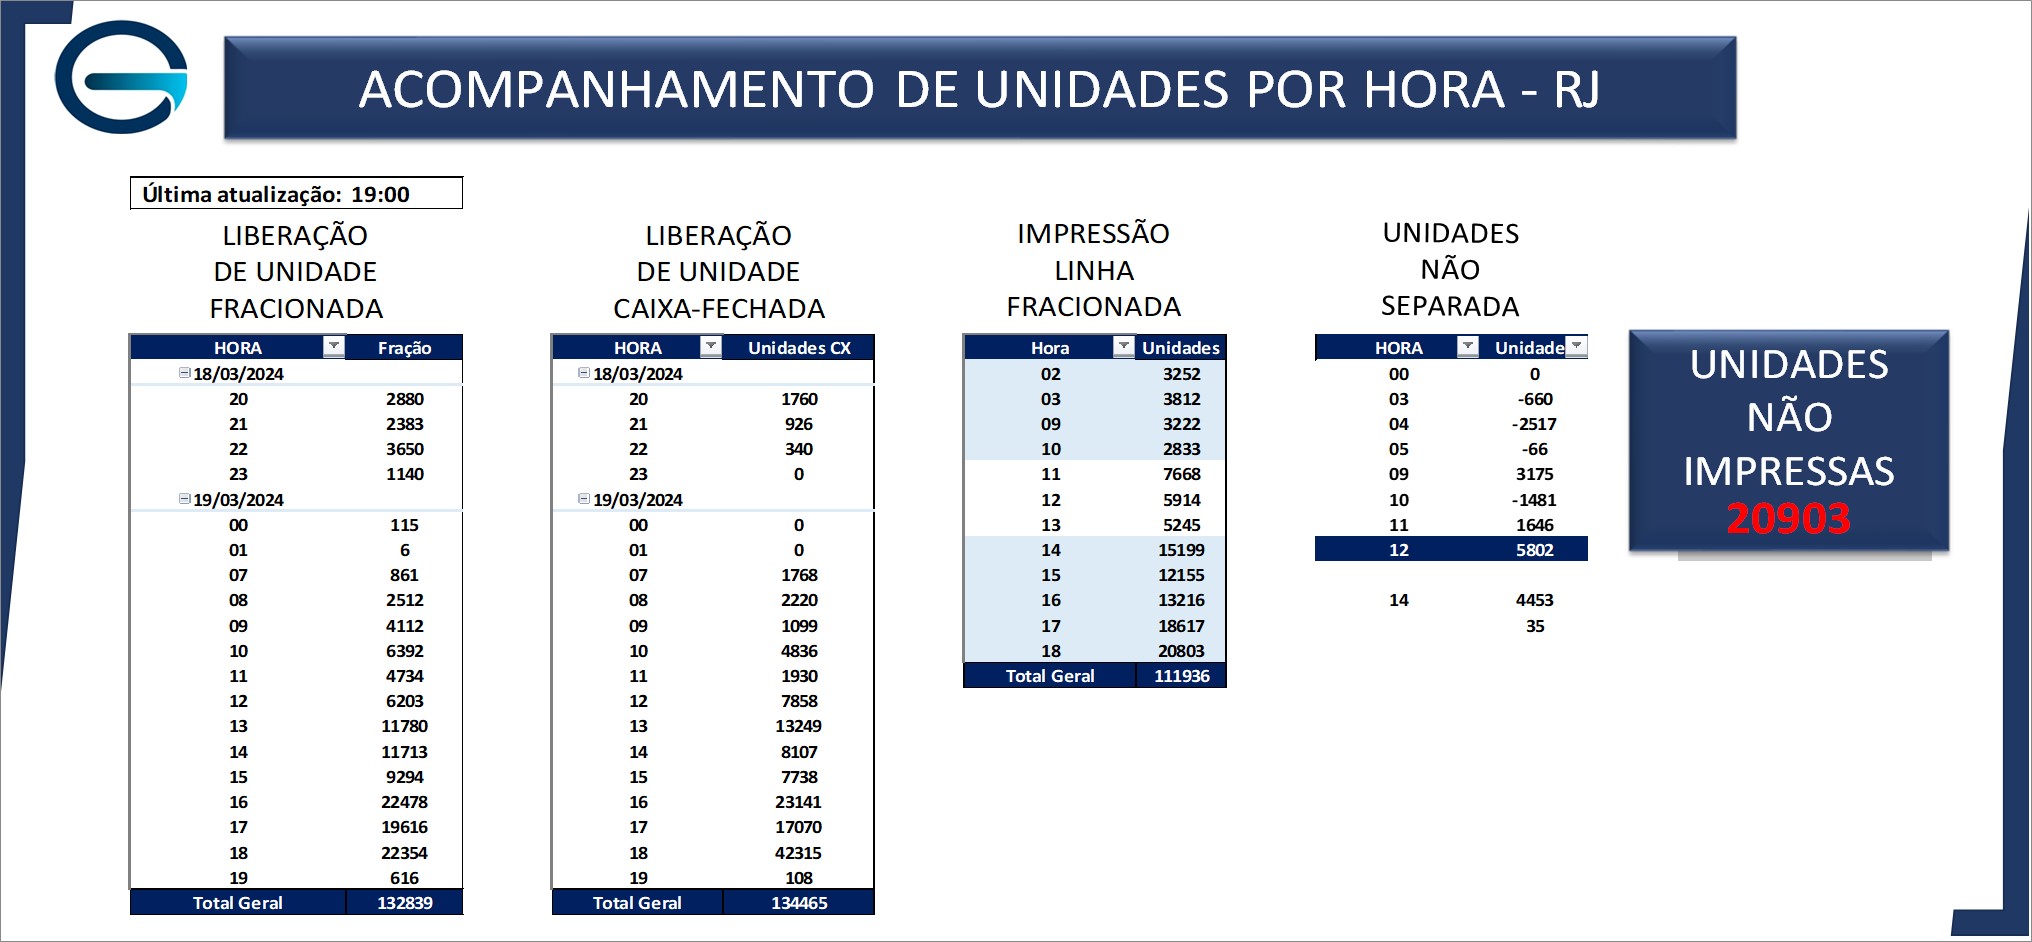 ACOMPANHAMENTO DE UNIDADES POR HORA - RJ
Última atualização: 19:00
LIBERAÇÃO
DE UNIDADE
FRACIONADA
HORA Fração
18/03/2024
20 2880
21 2383
22 3650
23 1140
19/03/2024
00 115
01 6
07 861
08 2512
09 4112
10 6392
11 4734
12 6203
13 11780
14 11713
15 9294
16 22478
17 19616
18 22354
19 616
Total Geral 132839
LIBERAÇÃO
DE UNIDADE
CAIXA-FECHADA
HORA Unidades CX
18/03/2024
20 1760
21 926
22 340
23 0
19/03/2024
00 0
01 0
07 1768
08 2220
09 1099
10 4836
11 1930
12 7858
13 13249
14 8107
15 7738
16 23141
17 17070
18 42315
19 108
Total Geral 134465
IMPRESSÃO
LINHA
FRACIONADA
Hora Unidades
02 3252
03 3812
09 3222
10 2833
11 7668
12 5914
13 5245
14 15199
15 12155
16 13216
17 18617
18 20803
Total Geral 111936
UNIDADES
NÃO
SEPARADA
HORA Unidade
00 0
03 -660
04 -2517
05 -66
09 3175
10 -1481
11 1646
12 5802
14 4453
35
UNIDADES
NÃO
IMPRESSAS
20903